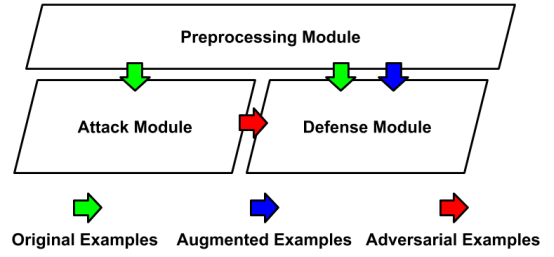 Preprocessing Module
Attack Module
Defense Module
Original Examples
Augmented Examples
Adversarial Examples